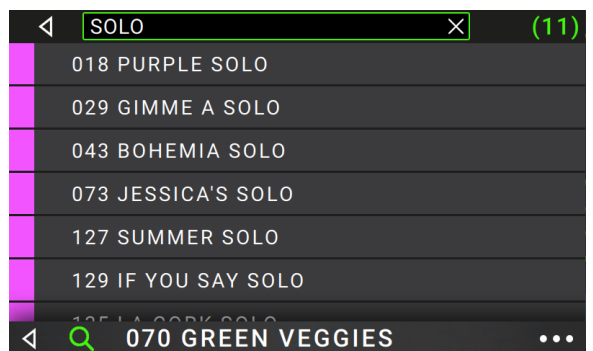 SOLO
(11)
018 PURPLE SOLO
029 GIMME A SOLO
043 BOHEMIA SOLO
073 JESSICA'S SOLO
127 SUMMER SOLO
129 IF YOU SAY SOLO
SOLO
070 GREEN VEGGIES